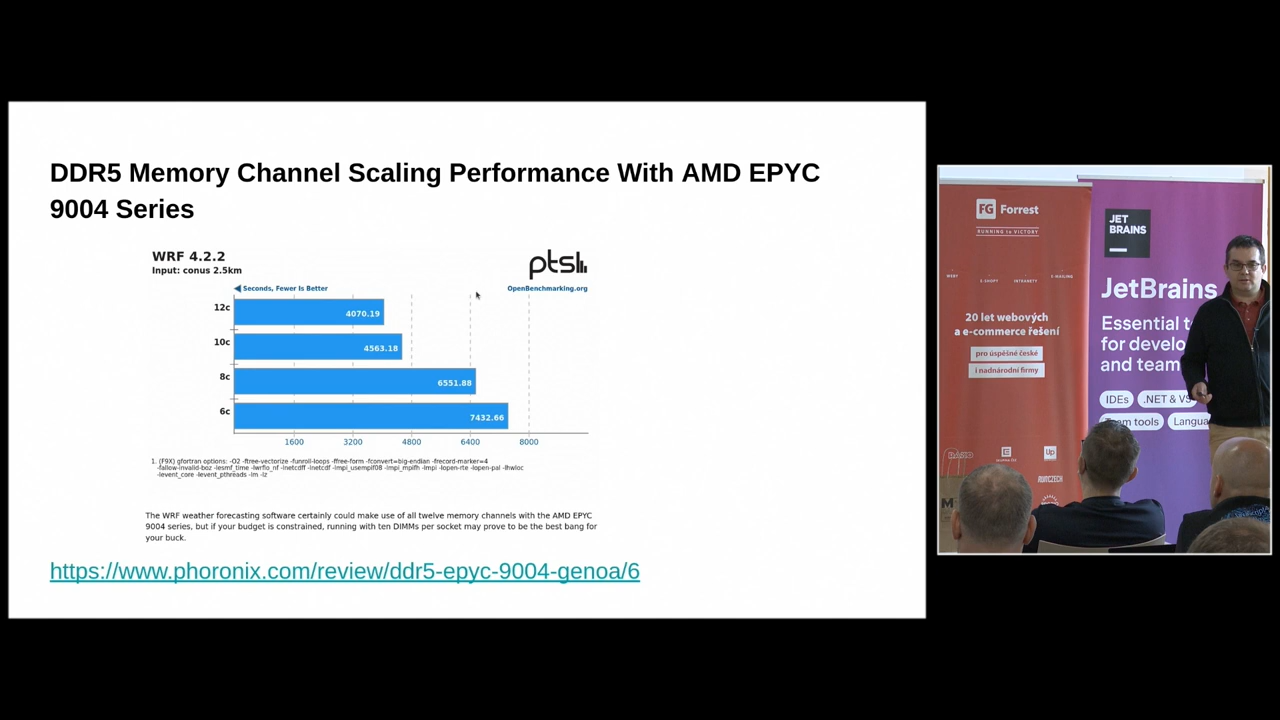 DDR5 Memory Channel Scaling Performance With AMD EPYC
9004 Series
WRF 4.2.2
Input: conus 2.5km
ptsl
Seconds, Fewer Is Better
OpenBenchmarking.org
12c
4070.19
10c
4563.18
8c
6551.88
6c
7432.66
1600 3200 4800 6400 8000
1. (F9X) gfortran options: -O2 -ftree-vectorize -funroll-loops -ffree-form -fconvert=big-endian -frecord-marker=4
-fallow-invalid-boz -lesmf_time -lwrfio_nf -lnetcdff -lnetcdf -lmpi_usempif08 -lmpi_mpifh -lmpi -lopen-rte -lopen-pal -lhwloc
-levent_core -levent_pthreads -lm -lz
The WRF weather forecasting software certainly could make use of all twelve memory channels with the AMD EPYC
9004 series, but if your budget is constrained, running with ten DIMMs per socket may prove to be the best bang for
your buck.
https://www.phoronix.com/review/ddr5-epyc-9004-genoa/6
FG Forrest
RUNNING to VICTORY
WEBY
E-SHOPY
INTRANETY
E-MAILING
20 let webových
a e-commerce řešení
pro úspěšné české
i nadnárodní firmy
Up
JET
BRAINS
JetBrains
Essential
for develo
and team
IDEs
.NET & VS
tools
Langua